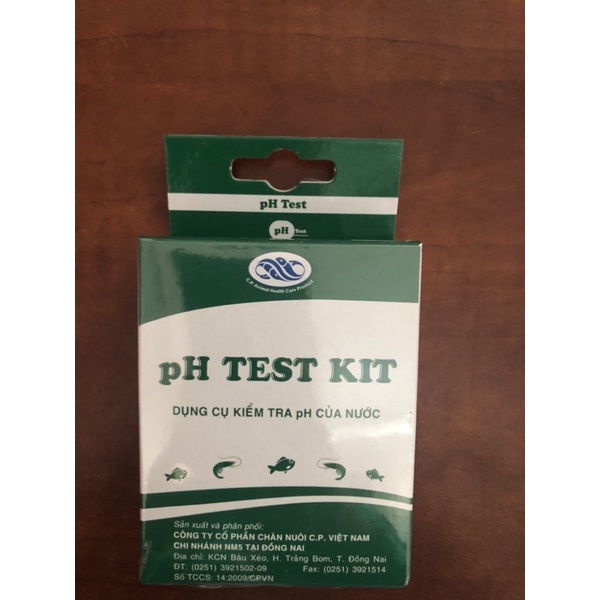 pH Test
pH Test
C.P. Animal Health Care Product
pH TEST KIT
DỤNG CỤ KIỂM TRA pH CỦA NƯỚC
Sản xuất và phân phối:
CÔNG TY CỔ PHẦN CHĂN NUÔI C.P. VIỆT NAM
CHI NHÁNH NM5 TẠI ĐỒNG NAI
Địa chỉ: KCN Bàu Xéo, H. Trảng Bom, T. Đồng Nai
ĐT: (0251) 3921502-09 Fax: (0251) 3921514
Số TCCS: 14:2009/CPVN